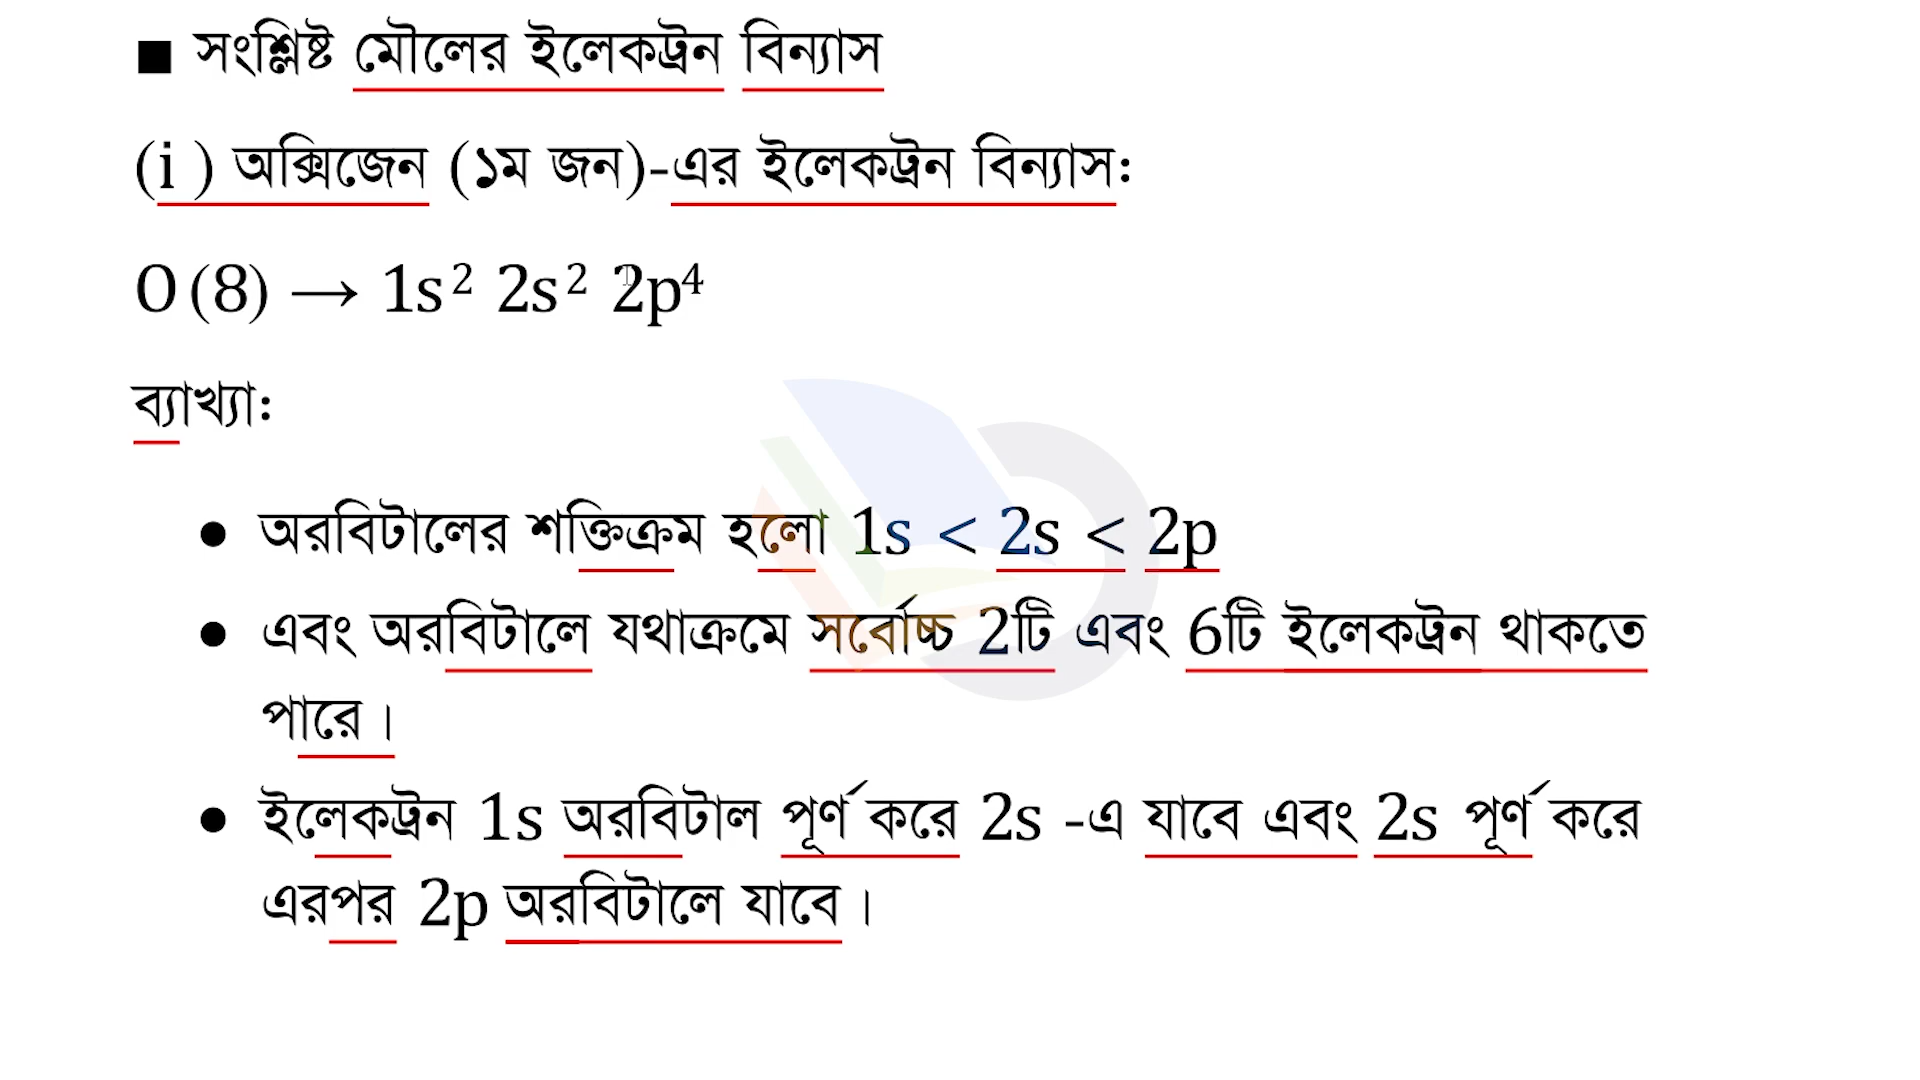 ■ সংশ্লিষ্ট মৌলের ইলেকট্রন বিন্যাস
(i ) অক্সিজেন (১ম জন)-এর ইলেকট্রন বিন্যাসঃ
O (8) → 1s² 2s² 2p⁴
ব্যাখ্যাঃ
● অরবিটালের শক্তিক্রম হলো 1s < 2s < 2p
● এবং অরবিটালে যথাক্রমে সর্বোচ্চ 2টি এবং 6টি ইলেকট্রন থাকতে
পারে।
● ইলেকট্রন 1s অরবিটাল পূর্ণ করে 2s -এ যাবে এবং 2s পূর্ণ করে
এরপর 2p অরবিটালে যাবে।